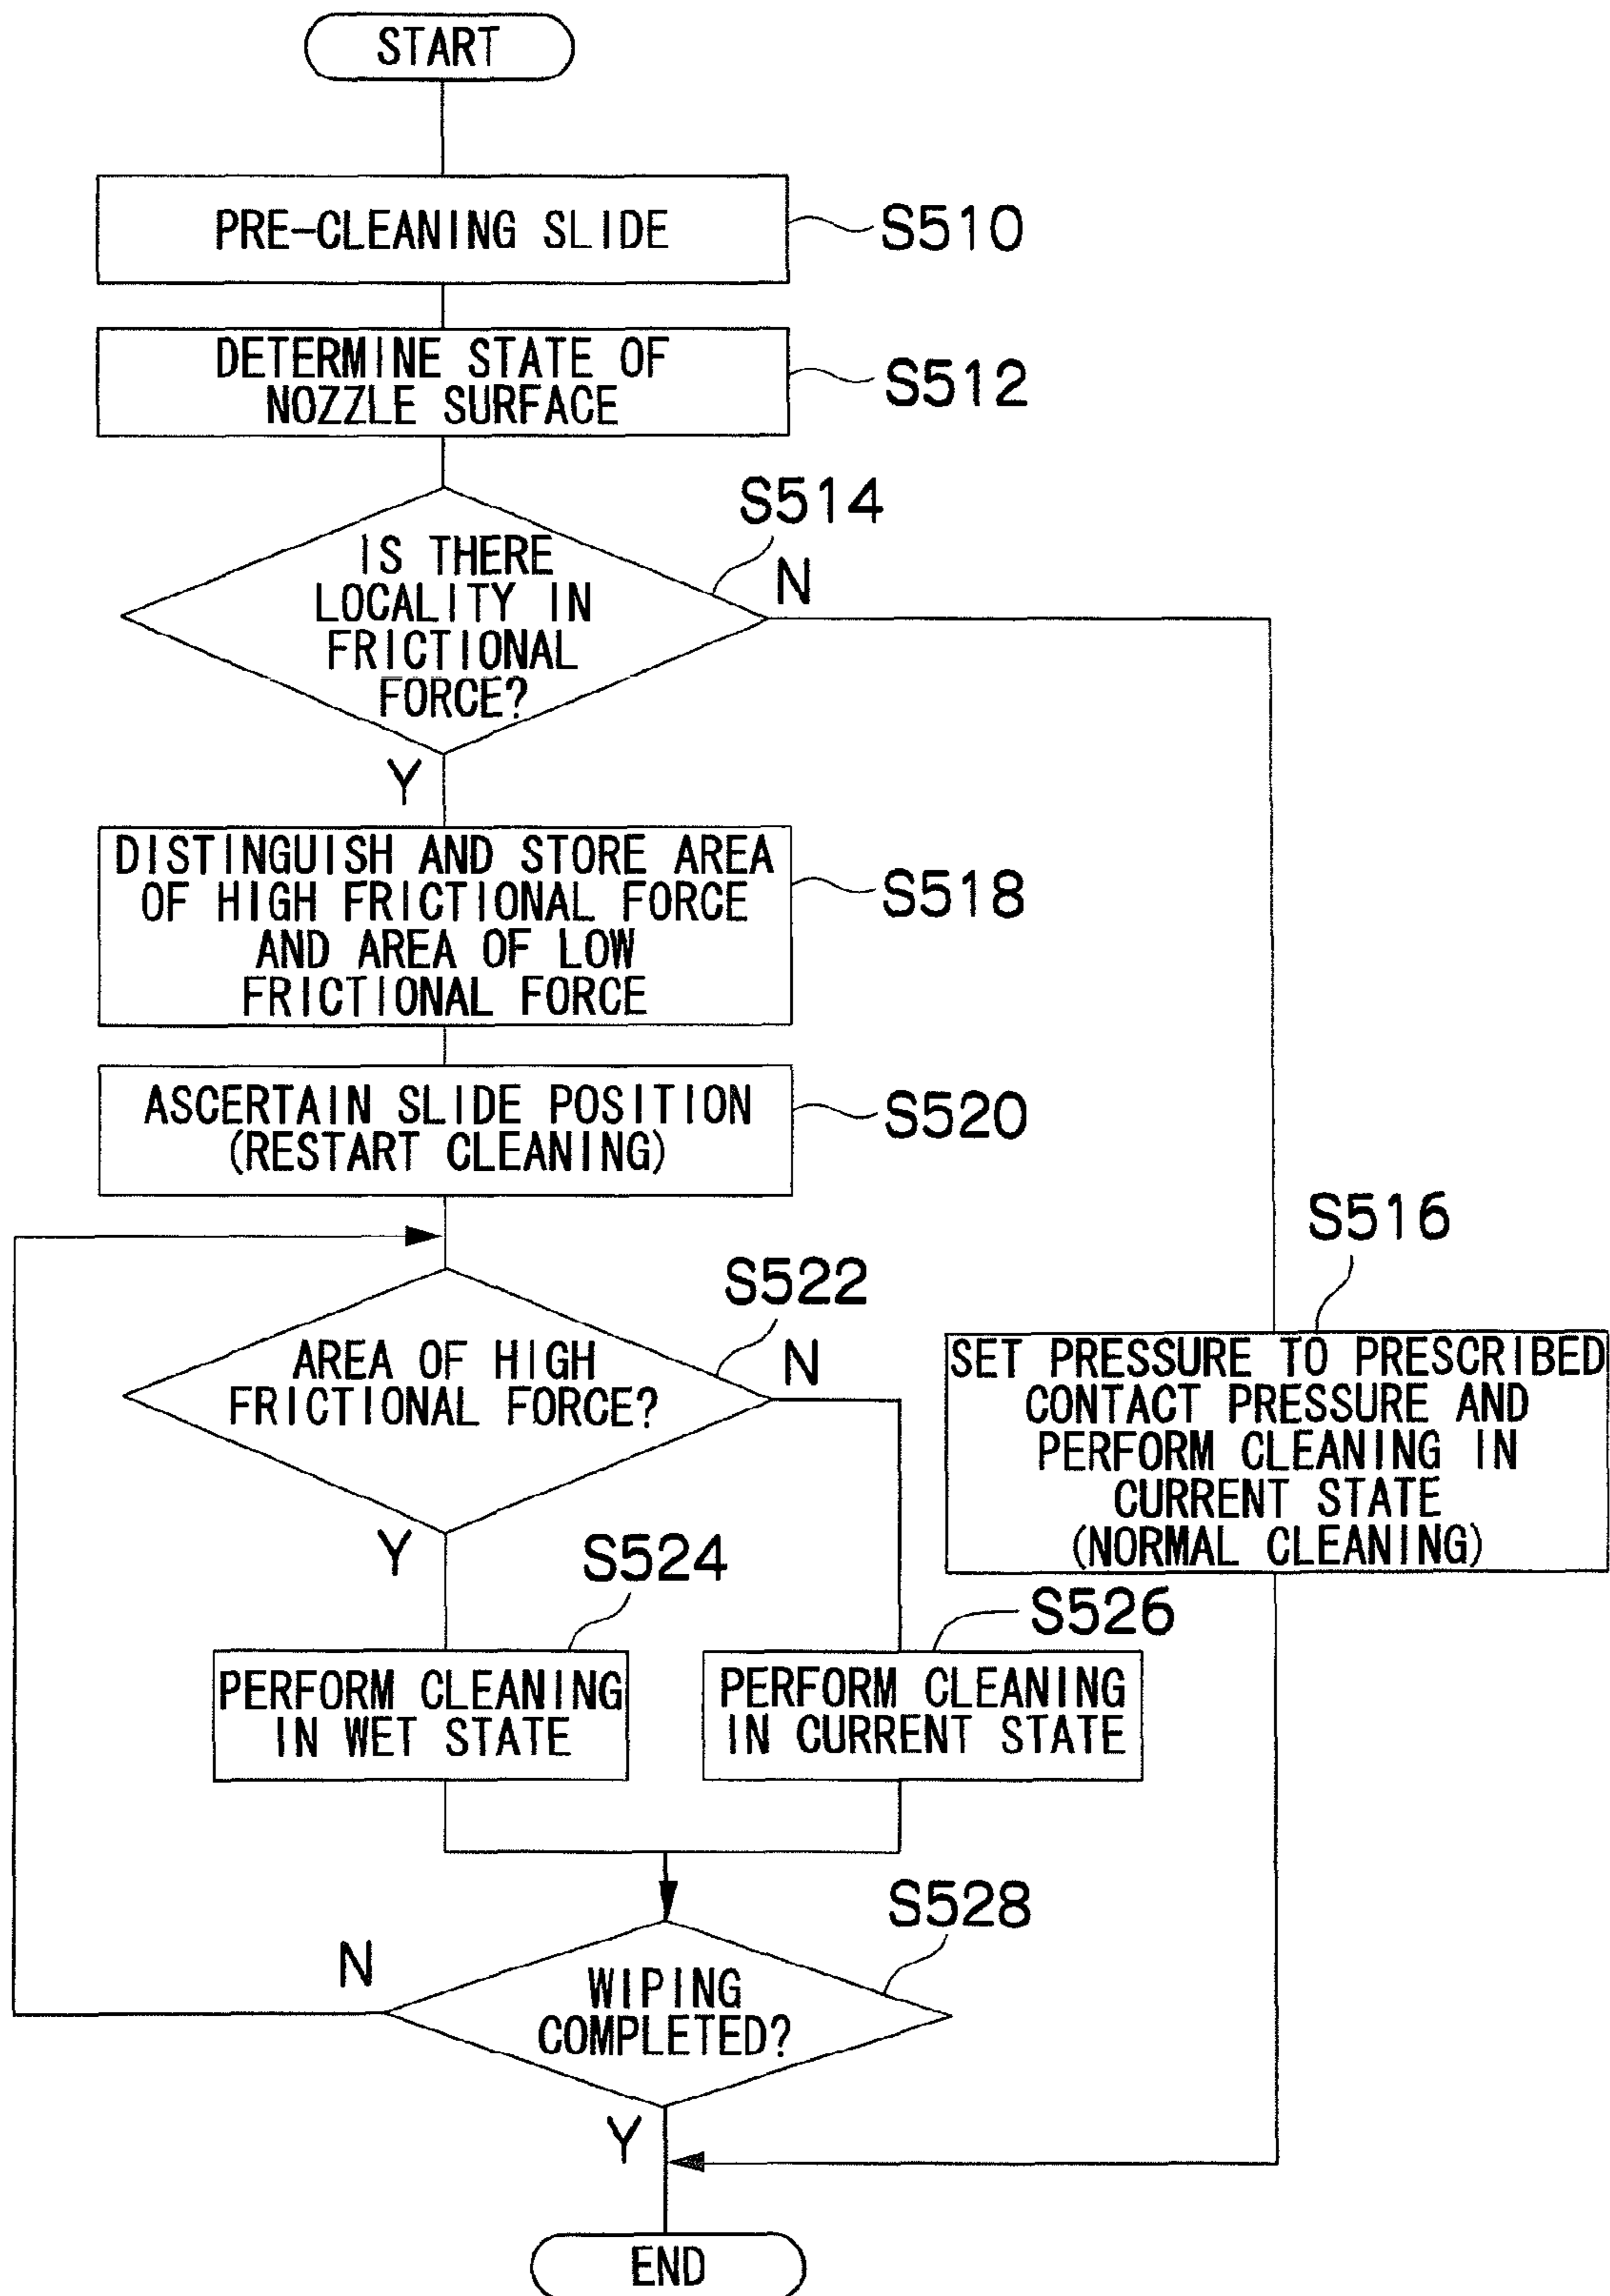 START
PRE-CLEANING SLIDE
S510
DETERMINE STATE OF
NOZZLE SURFACE
S512
S514
IS THERE
LOCALITY IN
FRICTIONAL
FORCE?
N
Y
DISTINGUISH AND STORE AREA
OF HIGH FRICTIONAL FORCE
AND AREA OF LOW
FRICTIONAL FORCE
S518
ASCERTAIN SLIDE POSITION
(RESTART CLEANING)
S520
S522
AREA OF HIGH
FRICTIONAL FORCE?
N
Y
S516
SET PRESSURE TO PRESCRIBED
CONTACT PRESSURE AND
PERFORM CLEANING IN
CURRENT STATE
(NORMAL CLEANING)
S524
PERFORM CLEANING
IN WET STATE
S526
PERFORM CLEANING
IN CURRENT STATE
S528
WIPING
COMPLETED?
N
Y
END